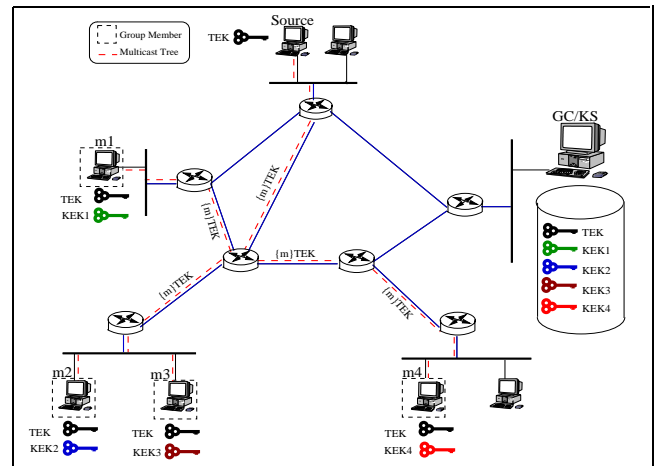 Group Member
Multicast Tree
Source
TEK
GC/KS
m1
TEK
KEK1
{m}TEK
{m}TEK
{m}TEK
{m}TEK
{m}TEK
TEK
KEK1
KEK2
KEK3
KEK4
m2
m3
m4
TEK
KEK2
TEK
KEK3
TEK
KEK4